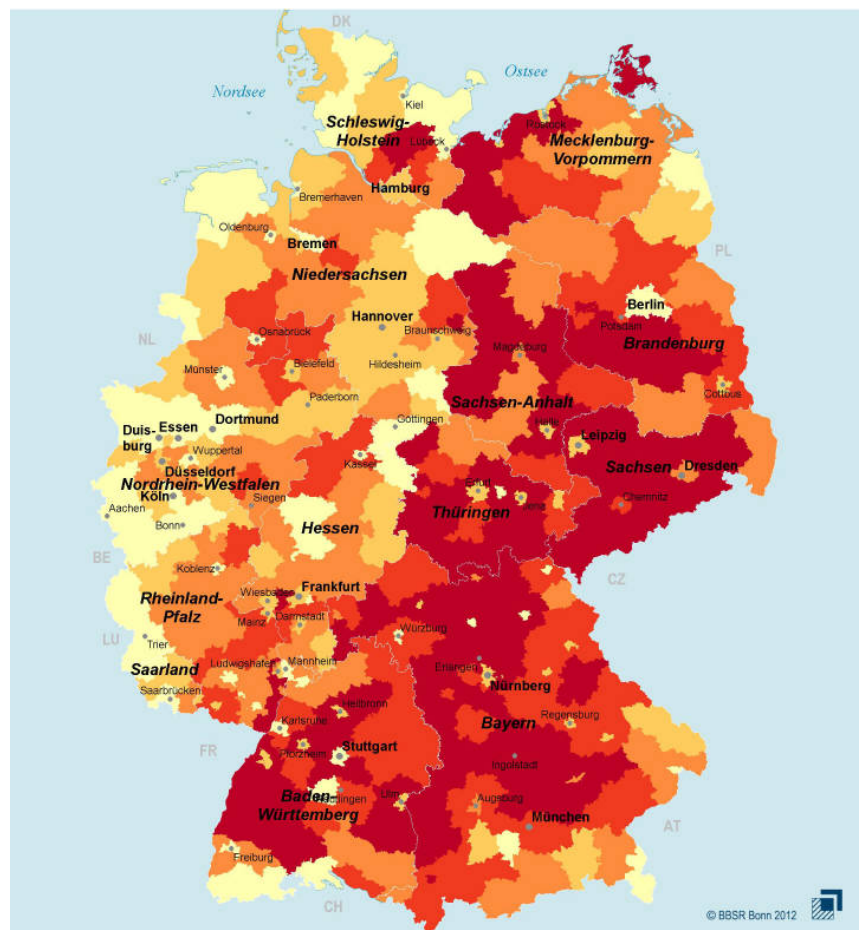 DK
Nordsee
Ostsee
Kiel
Schleswig-
Holstein
Rostock
Mecklenburg-
Vorpommern
Lübeck
Hamburg
Bremerhaven
Oldenburg
Bremen
PL
Niedersachsen
Berlin
Hannover
Potsdam
Osnabrück
Braunschweig
Brandenburg
NL
Magdeburg
Bielefeld
Hildesheim
Münster
Cottbus
Paderborn
Sachsen-Anhalt
Göttingen
Dortmund
Essen
Duis-
burg
Halle
Leipzig
Wuppertal
Kassel
Düsseldorf
Sachsen
Dresden
Nordrhein-Westfalen
Erfurt
Köln
Siegen
Jena
Chemnitz
Aachen
Thüringen
Bonn
Hessen
BE
Koblenz
CZ
Wiesbaden
Frankfurt
Rheinland-
Pfalz
Mainz
Darmstadt
Würzburg
LU
Trier
Ludwigshafen
Mannheim
Erlangen
Saarland
Nürnberg
Saarbrücken
Heilbronn
Regensburg
Karlsruhe
Bayern
FR
Pforzheim
Stuttgart
Ingolstadt
Baden-
Württemberg
Reutlingen
Ulm
Augsburg
München
AT
Freiburg
CH
© BBSR Bonn 2012